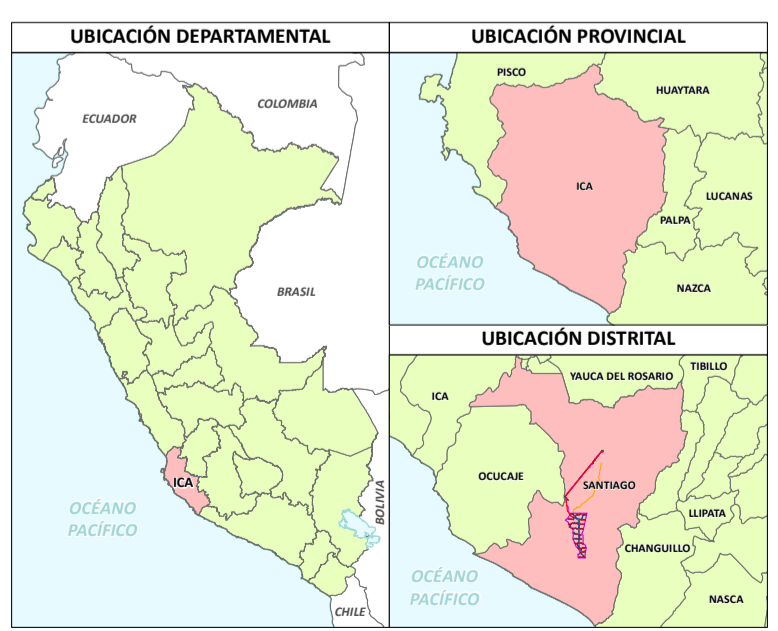 UBICACIÓN DEPARTAMENTAL
ECUADOR
COLOMBIA
BRASIL
ICA
OCÉANO
PACÍFICO
BOLIVIA
CHILE
UBICACIÓN PROVINCIAL
PISCO
HUAYTARA
ICA
LUCANAS
PALPA
OCÉANO
PACÍFICO
NAZCA
UBICACIÓN DISTRITAL
YAUCA DEL ROSARIO
TIBILLO
ICA
OCUCAJE
SANTIAGO
LLIPATA
CHANGUILLO
OCÉANO
PACÍFICO
NASCA